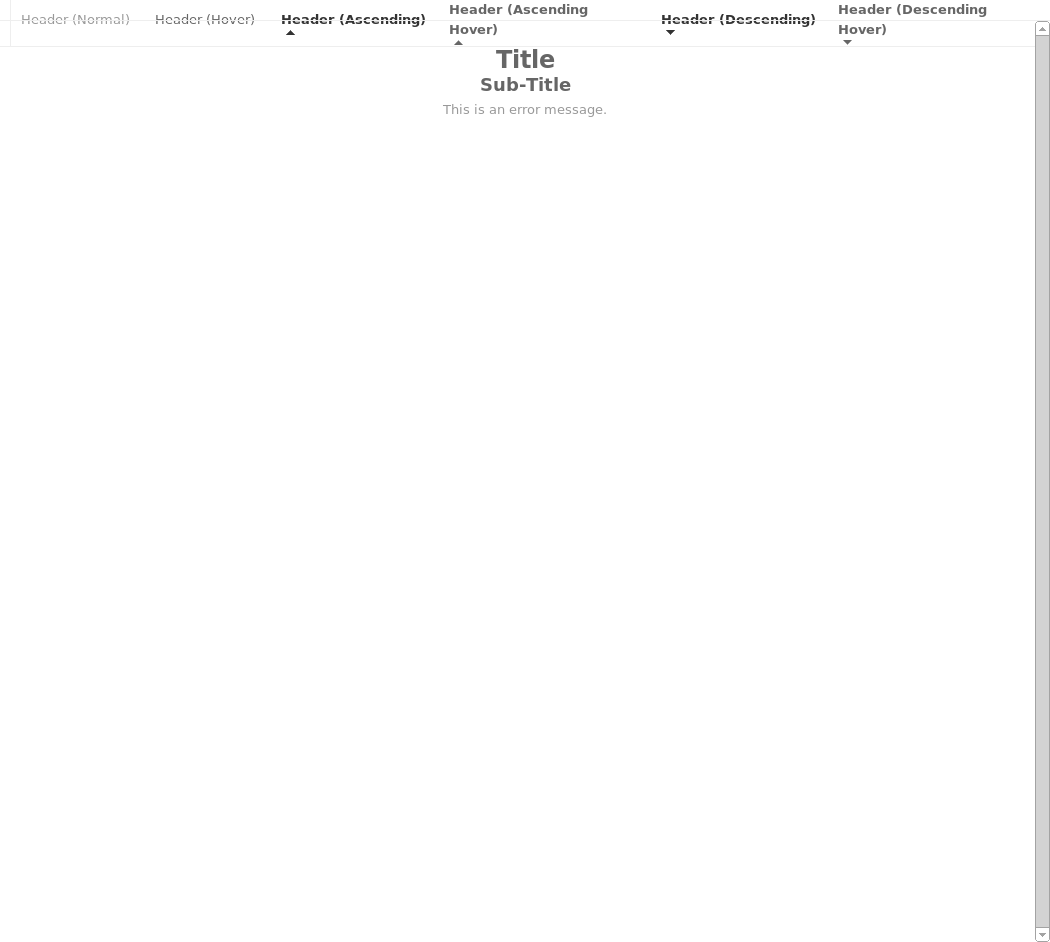 Header (Normal) Header (Hover) Header (Ascending) Header (Ascending Hover) Header (Descending) Header (Descending Hover)
Title
Sub-Title
This is an error message.